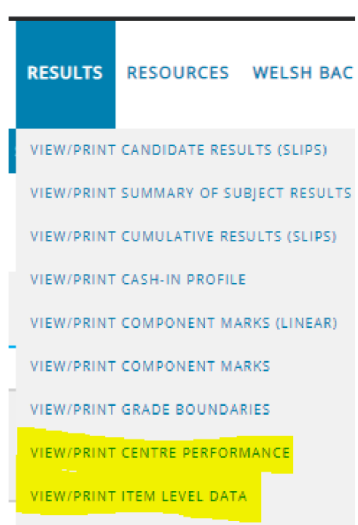 RESULTS RESOURCES WELSH BAC
VIEW/PRINT CANDIDATE RESULTS (SLIPS)
VIEW/PRINT SUMMARY OF SUBJECT RESULTS
VIEW/PRINT CUMULATIVE RESULTS (SLIPS)
VIEW/PRINT CASH-IN PROFILE
VIEW/PRINT COMPONENT MARKS (LINEAR)
VIEW/PRINT COMPONENT MARKS
VIEW/PRINT GRADE BOUNDARIES
VIEW/PRINT CENTRE PERFORMANCE
VIEW/PRINT ITEM LEVEL DATA